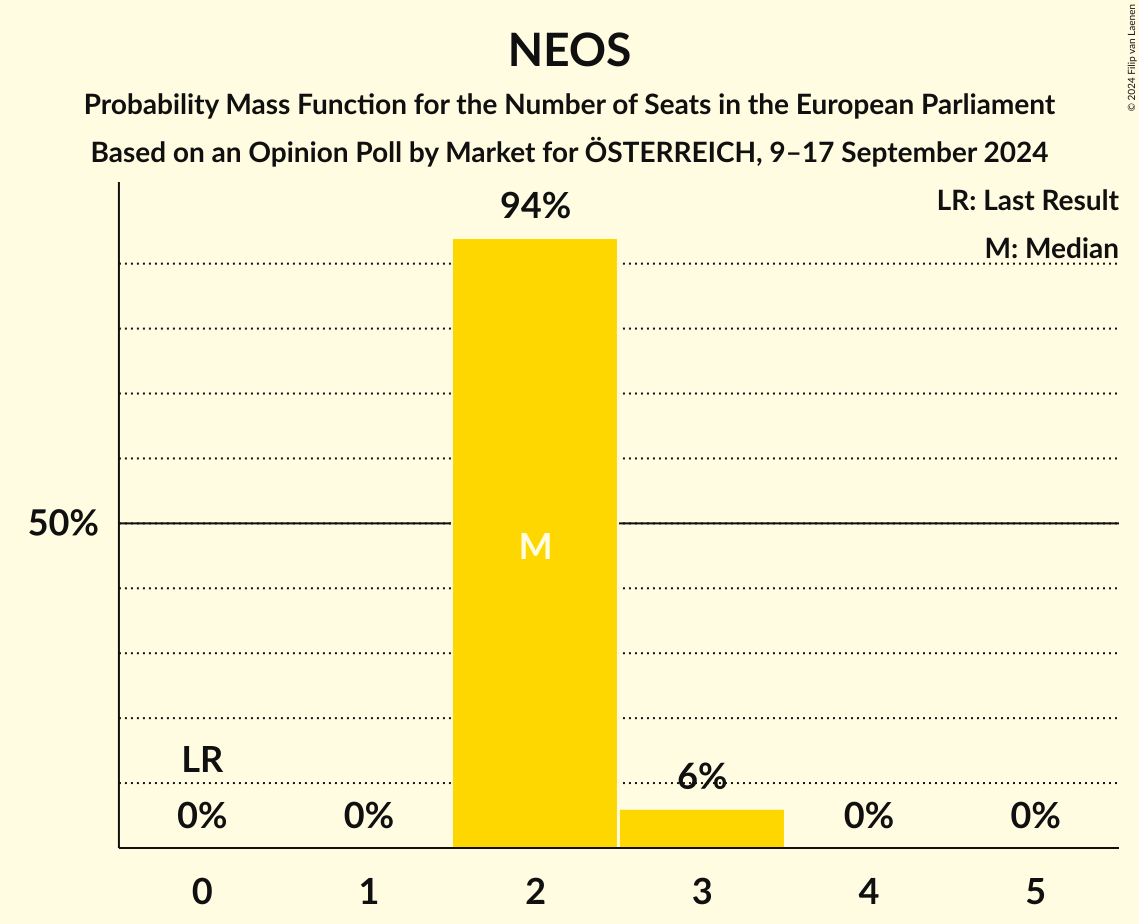 NEOS
Probability Mass Function for the Number of Seats in the European Parliament
Based on an Opinion Poll by Market for ÖSTERREICH, 9–17 September 2024
© 2024 Filip van Laenen
LR: Last Result
M: Median
94%
50%
M
LR
6%
0%
0%
0%
0%
0
1
2
3
4
5